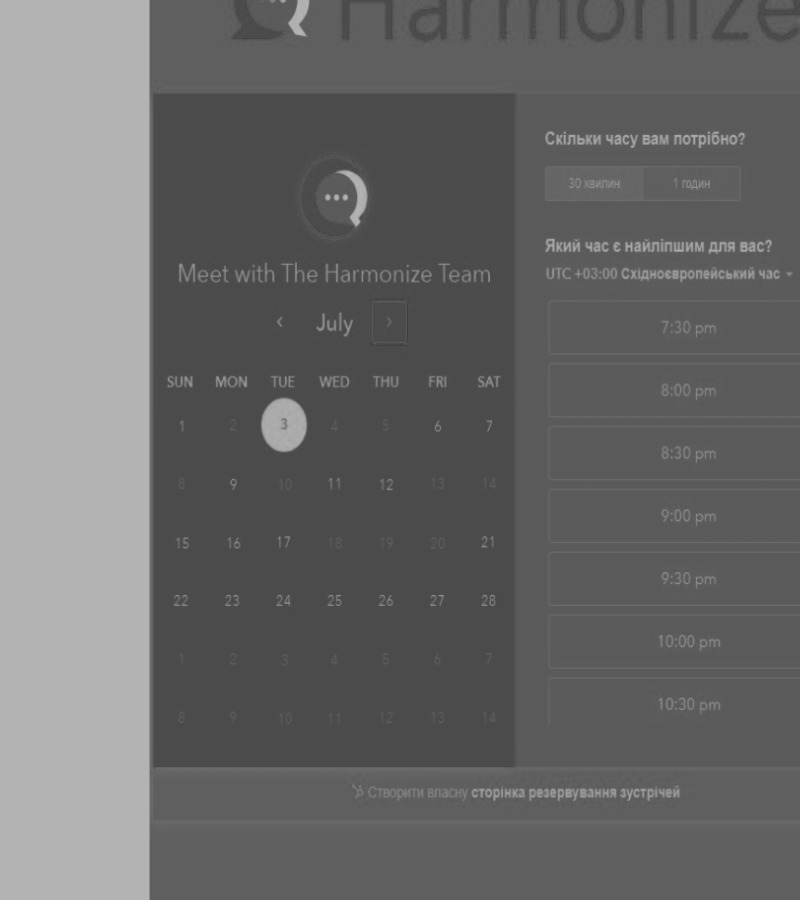 Harmonize
Meet with The Harmonize Team
July
SUN MON TUE WED THU FRI SAT
1 2 3 4 5 6 7
8 9 10 11 12 13 14
15 16 17 18 19 20 21
22 23 24 25 26 27 28
1 2 3 4 5 6 7
8 9 10 11 12 13 14
Скільки часу вам потрібно?
30 хвилин 1 годин
Який час є найліпшим для вас?
UTC +03:00 Східноєвропейський час
7:30 pm
8:00 pm
8:30 pm
9:00 pm
9:30 pm
10:00 pm
10:30 pm
Створити власну сторінка резервування зустрічей